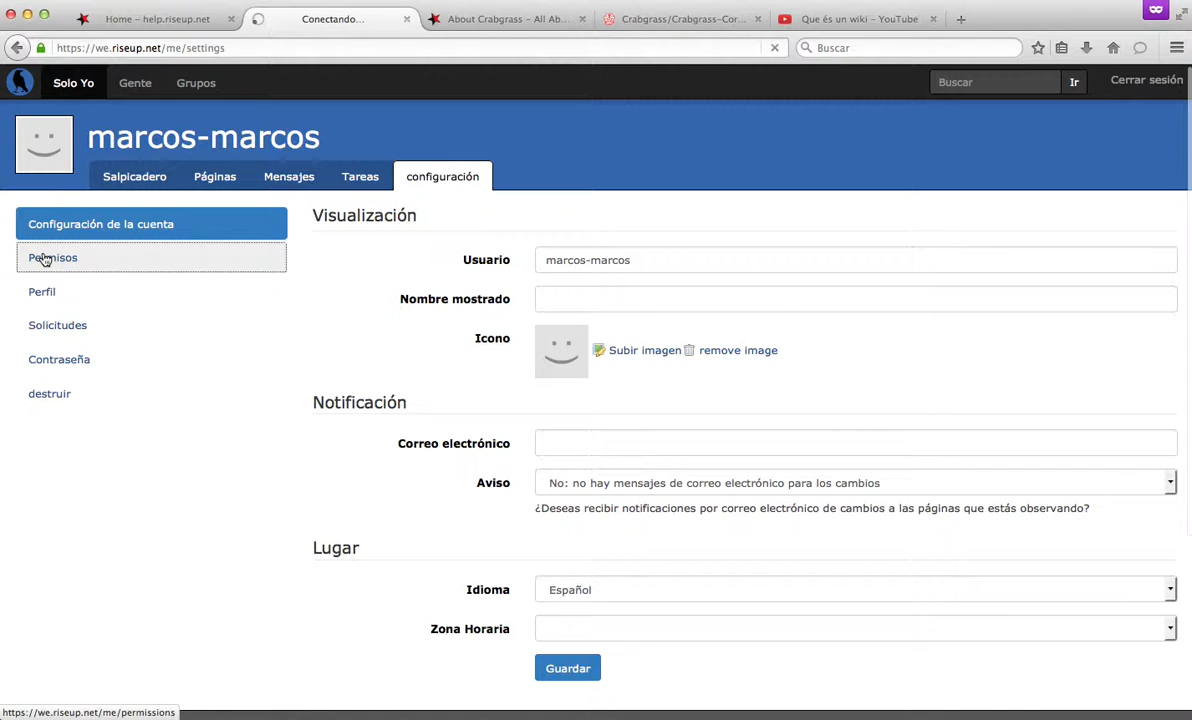 Home – help.riseup.net
Conectando...
About Crabgrass - All Ab...
Crabgrass/Crabgrass-Cor...
Que és un wiki – YouTube
https://we.riseup.net/me/settings
Buscar
Solo Yo
Gente
Grupos
Buscar
Ir
Cerrar sesión
marcos-marcos
Salpicadero
Páginas
Mensajes
Tareas
configuración
Configuración de la cuenta
Permisos
Perfil
Solicitudes
Contraseña
destruir
Visualización
Usuario
marcos-marcos
Nombre mostrado
Icono
Subir imagen
remove image
Notificación
Correo electrónico
Aviso
No: no hay mensajes de correo electrónico para los cambios
¿Deseas recibir notificaciones por correo electrónico de cambios a las páginas que estás observando?
Lugar
Idioma
Español
Zona Horaria
Guardar
https://we.riseup.net/me/permissions